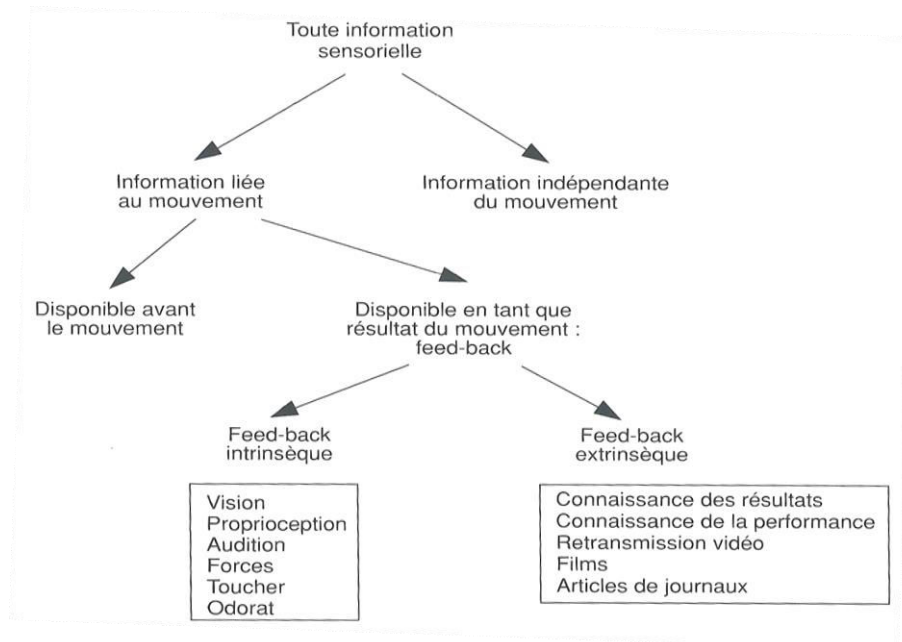 Toute information
sensorielle
Information liée
au mouvement
Information indépendante
du mouvement
Disponible avant
le mouvement
Disponible en tant que
résultat du mouvement :
feed-back
Feed-back
intrinsèque
Feed-back
extrinsèque
Vision
Proprioception
Audition
Forces
Toucher
Odorat
Connaissance des résultats
Connaissance de la performance
Retransmission vidéo
Films
Articles de journaux